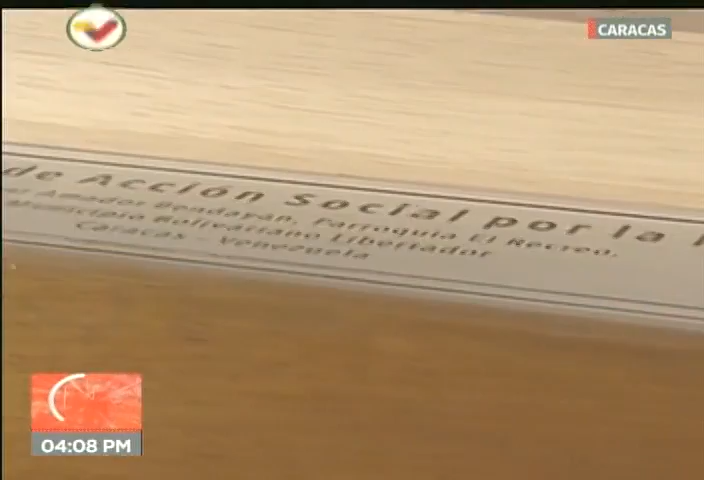 CARACAS
de Acción Social por la
Amador Bendayán, Parroquia El Recreo,
Municipio Bolivariano Libertador
Caracas - Venezuela
04:08 PM